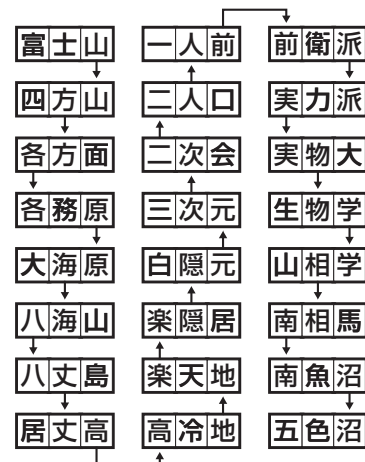 富士山
四方山
各方面
各務原
大海原
八海山
八丈島
居丈高
高冷地
楽天地
楽隠居
白隠元
三次元
二次会
二人口
一人前
前衛派
実力派
実物大
生物学
山相学
南相馬
南魚沼
五色沼